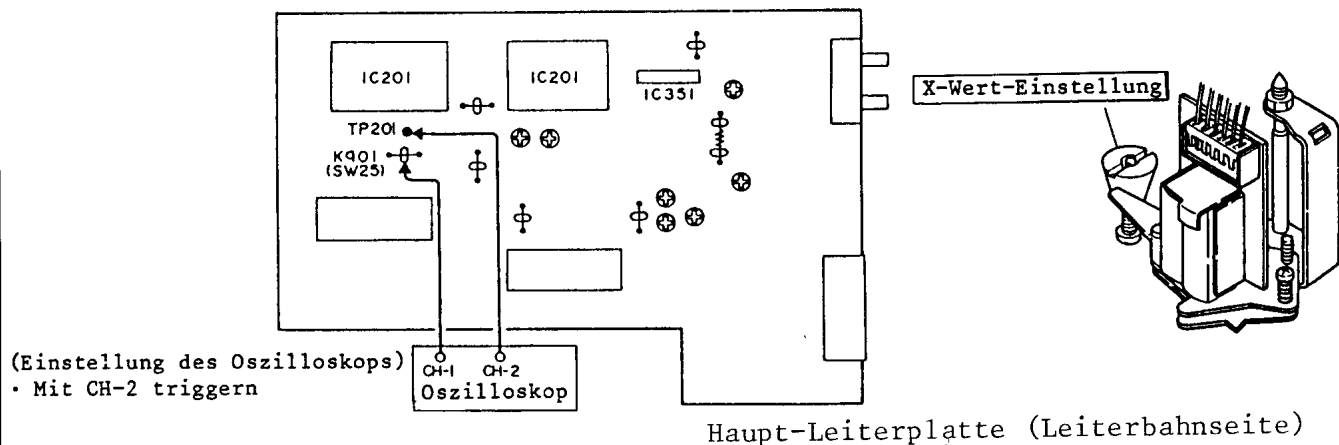 IC201
IC201
IC351
TP201
K901
(SW25)
X-Wert-Einstellung
(Einstellung des Oszilloskops)
· Mit CH-2 triggern
CH-1 CH-2
Oszilloskop
Haupt-Leiterplatte (Leiterbahnseite)